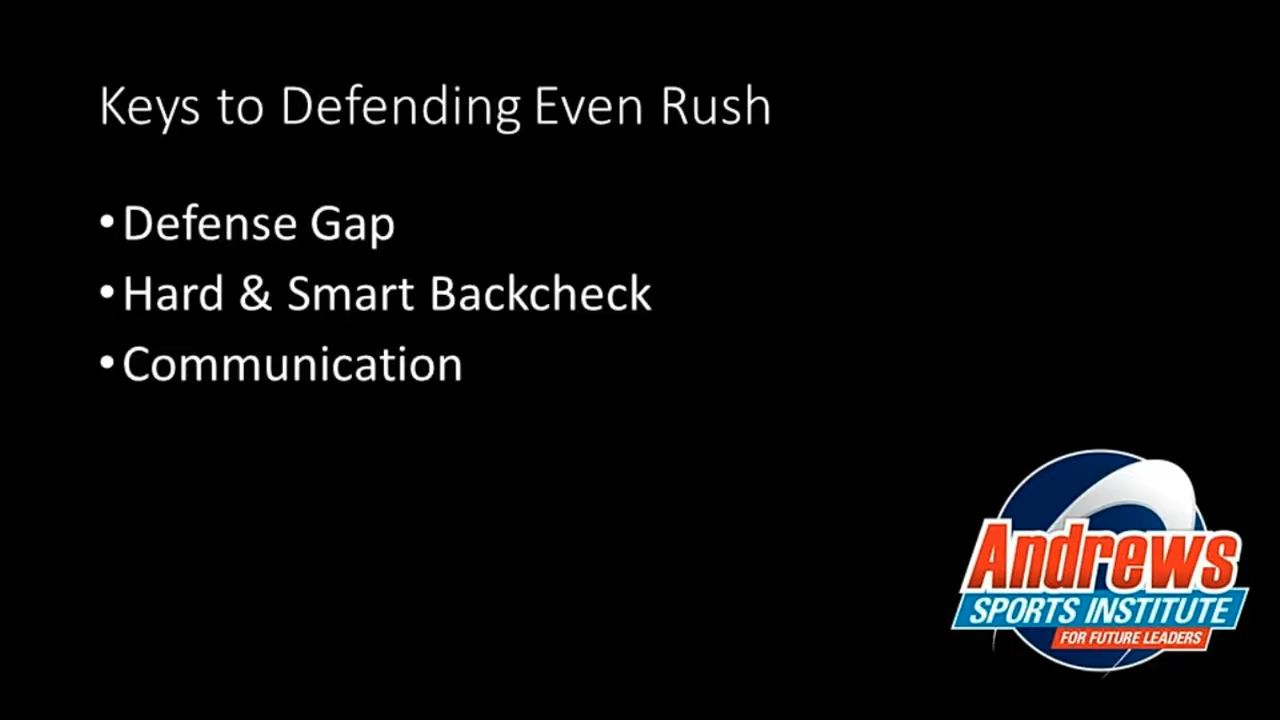 Keys to Defending Even Rush
•Defense Gap
•Hard & Smart Backcheck
•Communication
Andrews
SPORTS INSTITUTE
FOR FUTURE LEADERS